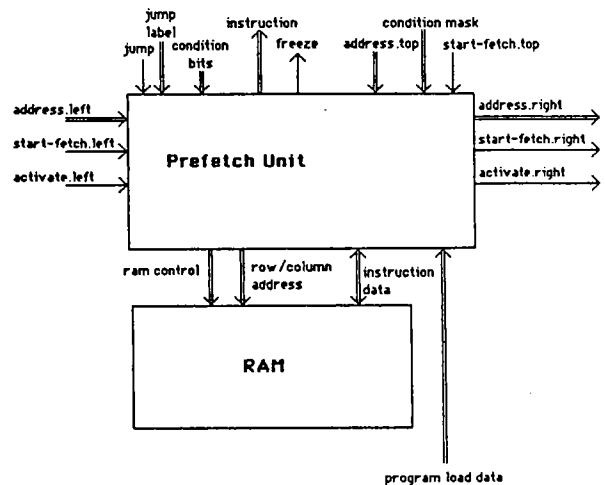 jump
label
jump
condition
bits
instruction
freeze
address.top
condition mask
start-fetch.top
address.left
start-fetch.left
activate.left
Prefetch Unit
address.right
start-fetch.right
activate.right
ram control
row/column
address
instruction
data
RAM
program load data